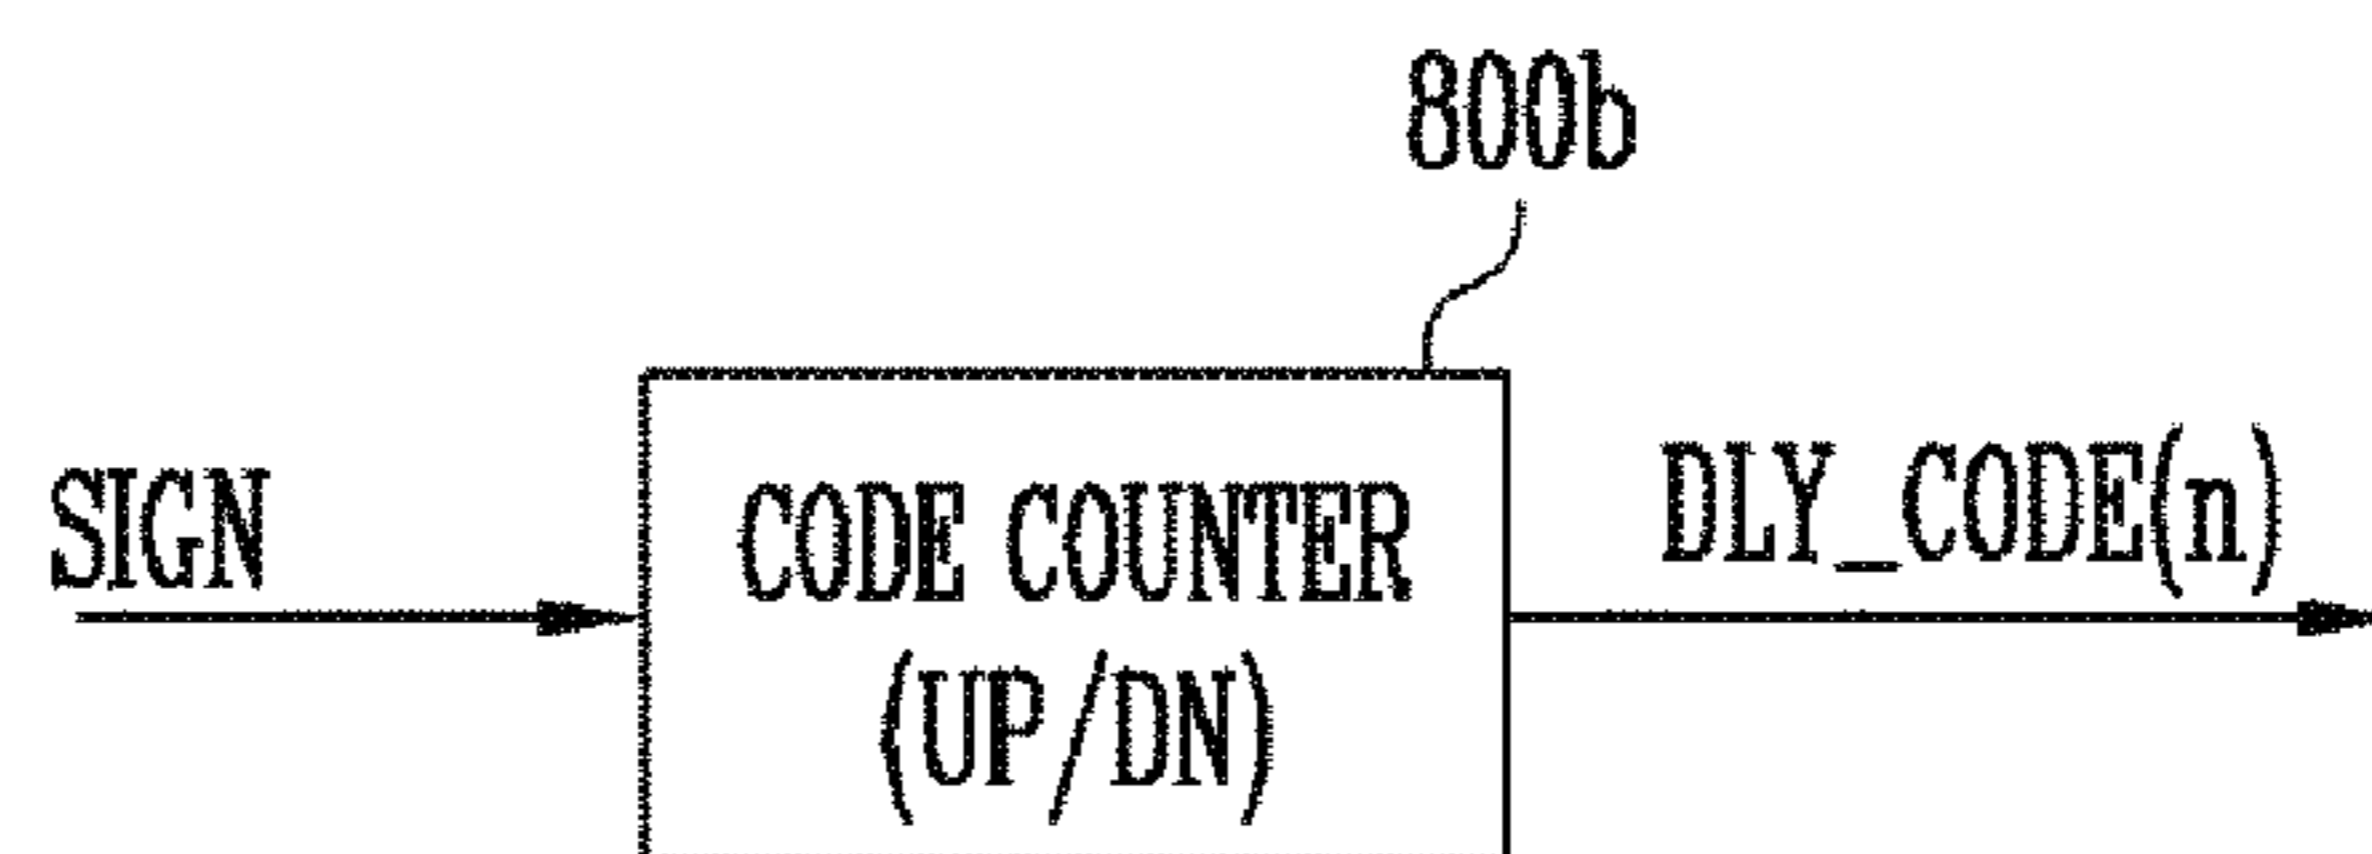 800b
SIGN
CODE COUNTER
(UP/DN)
DLY_CODE(n)